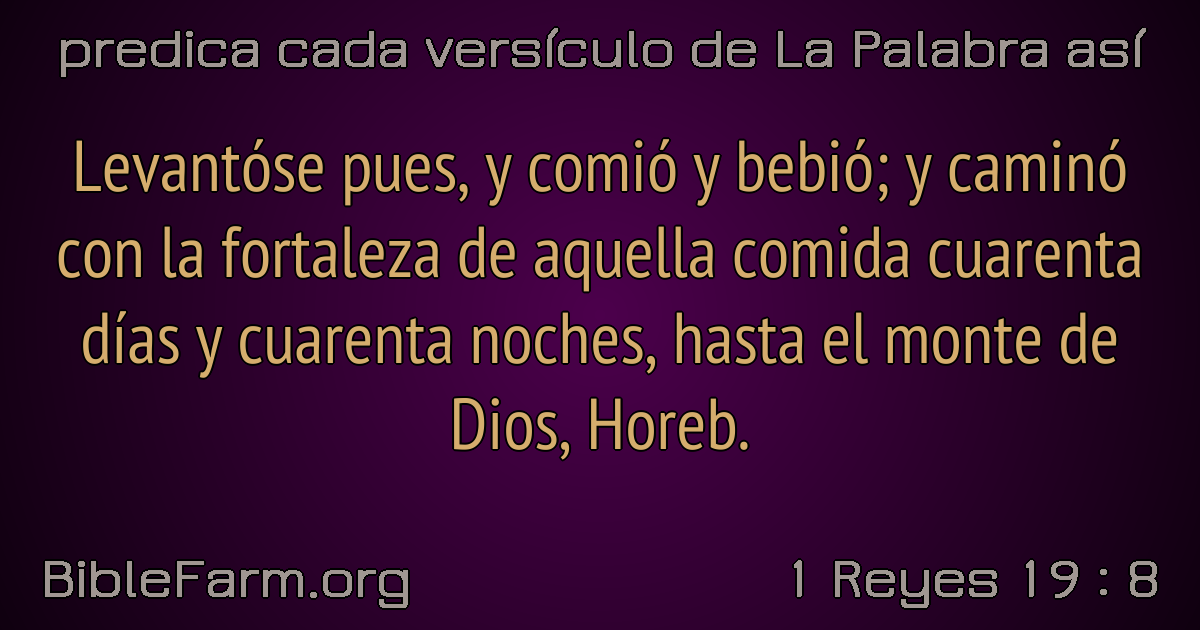 predica cada versículo de La Palabra así
Levantóse pues, y comió y bebió; y caminó
con la fortaleza de aquella comida cuarenta
días y cuarenta noches, hasta el monte de
Dios, Horeb.
BibleFarm.org
1 Reyes 19 : 8